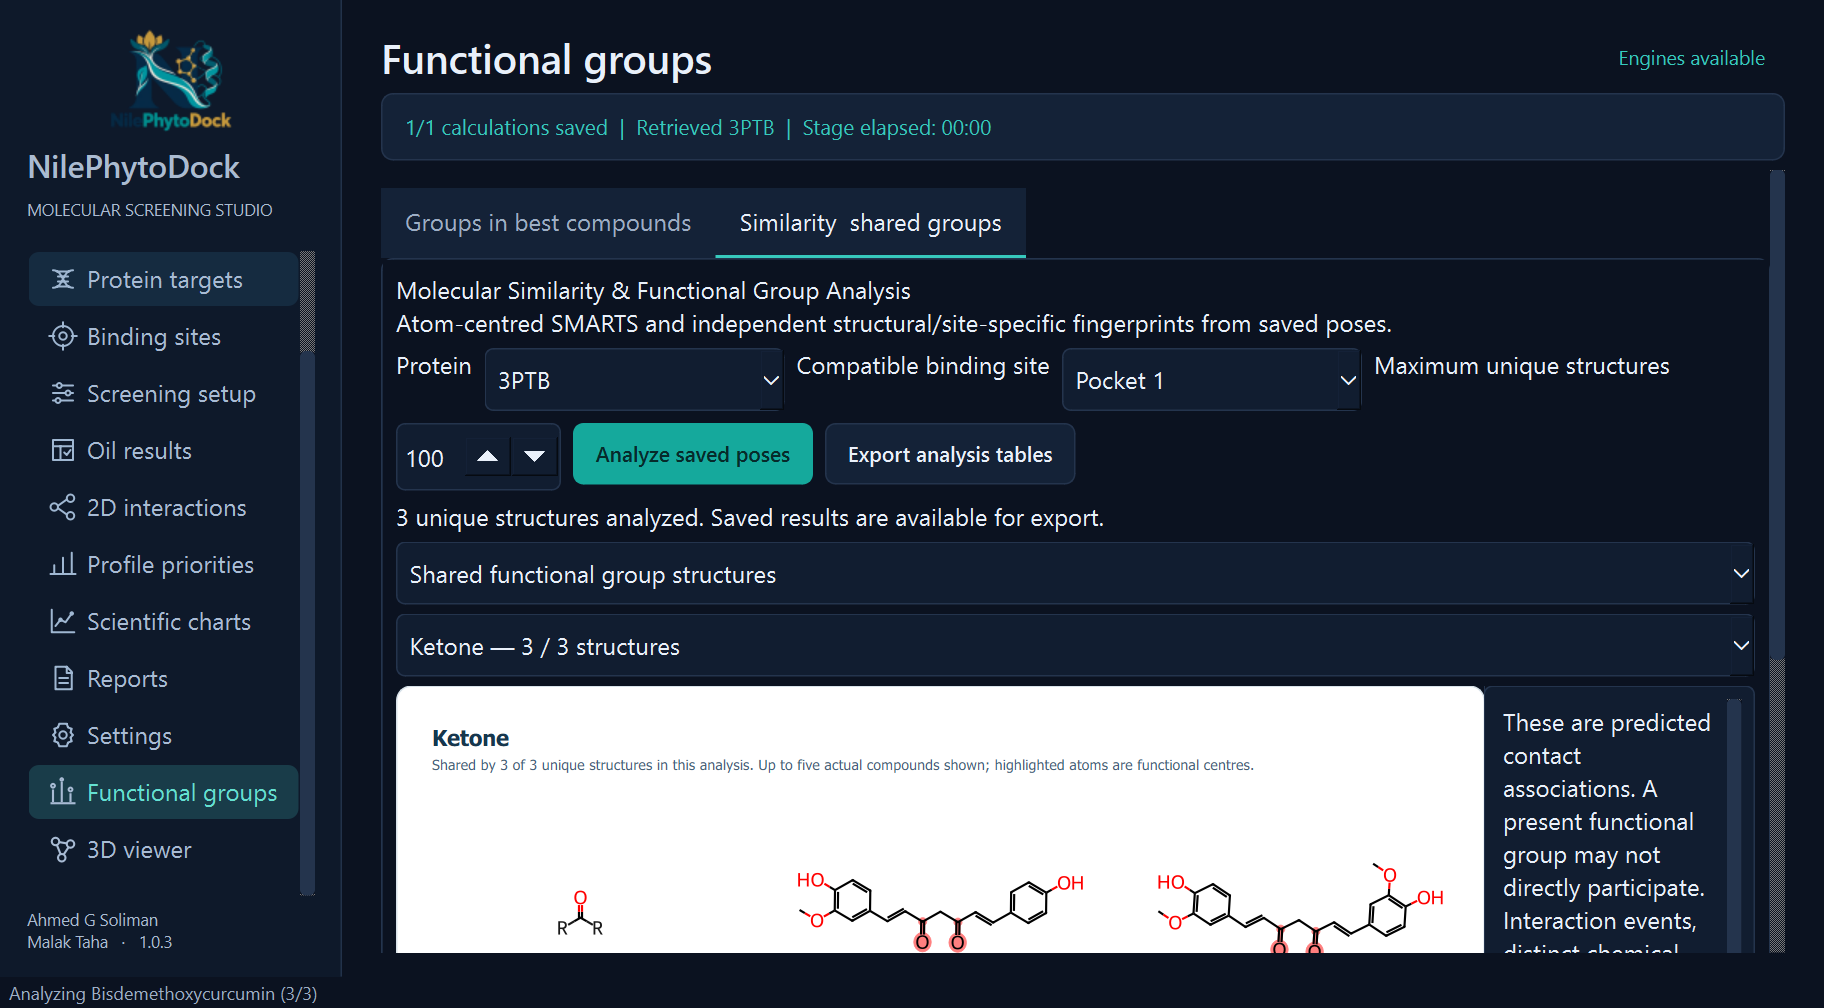 NilePhytoDock
NilePhytoDock
MOLECULAR SCREENING STUDIO
Protein targets
Binding sites
Screening setup
Oil results
2D interactions
Profile priorities
Scientific charts
Reports
Settings
Functional groups
3D viewer
Ahmed G Soliman
Malak Taha · 1.0.3
Analyzing Bisdemethoxycurcumin (3/3)
Functional groups
Engines available
1/1 calculations saved | Retrieved 3PTB | Stage elapsed: 00:00
Groups in best compounds
Similarity shared groups
Molecular Similarity & Functional Group Analysis
Atom-centred SMARTS and independent structural/site-specific fingerprints from saved poses.
Protein 3PTB Compatible binding site Pocket 1 Maximum unique structures
100 Analyze saved poses Export analysis tables
3 unique structures analyzed. Saved results are available for export.
Shared functional group structures
Ketone — 3 / 3 structures
Ketone
Shared by 3 of 3 unique structures in this analysis. Up to five actual compounds shown; highlighted atoms are functional centres.
O
R R
HO OH
O
O O
O
HO OH
O
O O
These are predicted
contact
associations. A
present functional
group may not
directly participate.
Interaction events,
distinct chemical